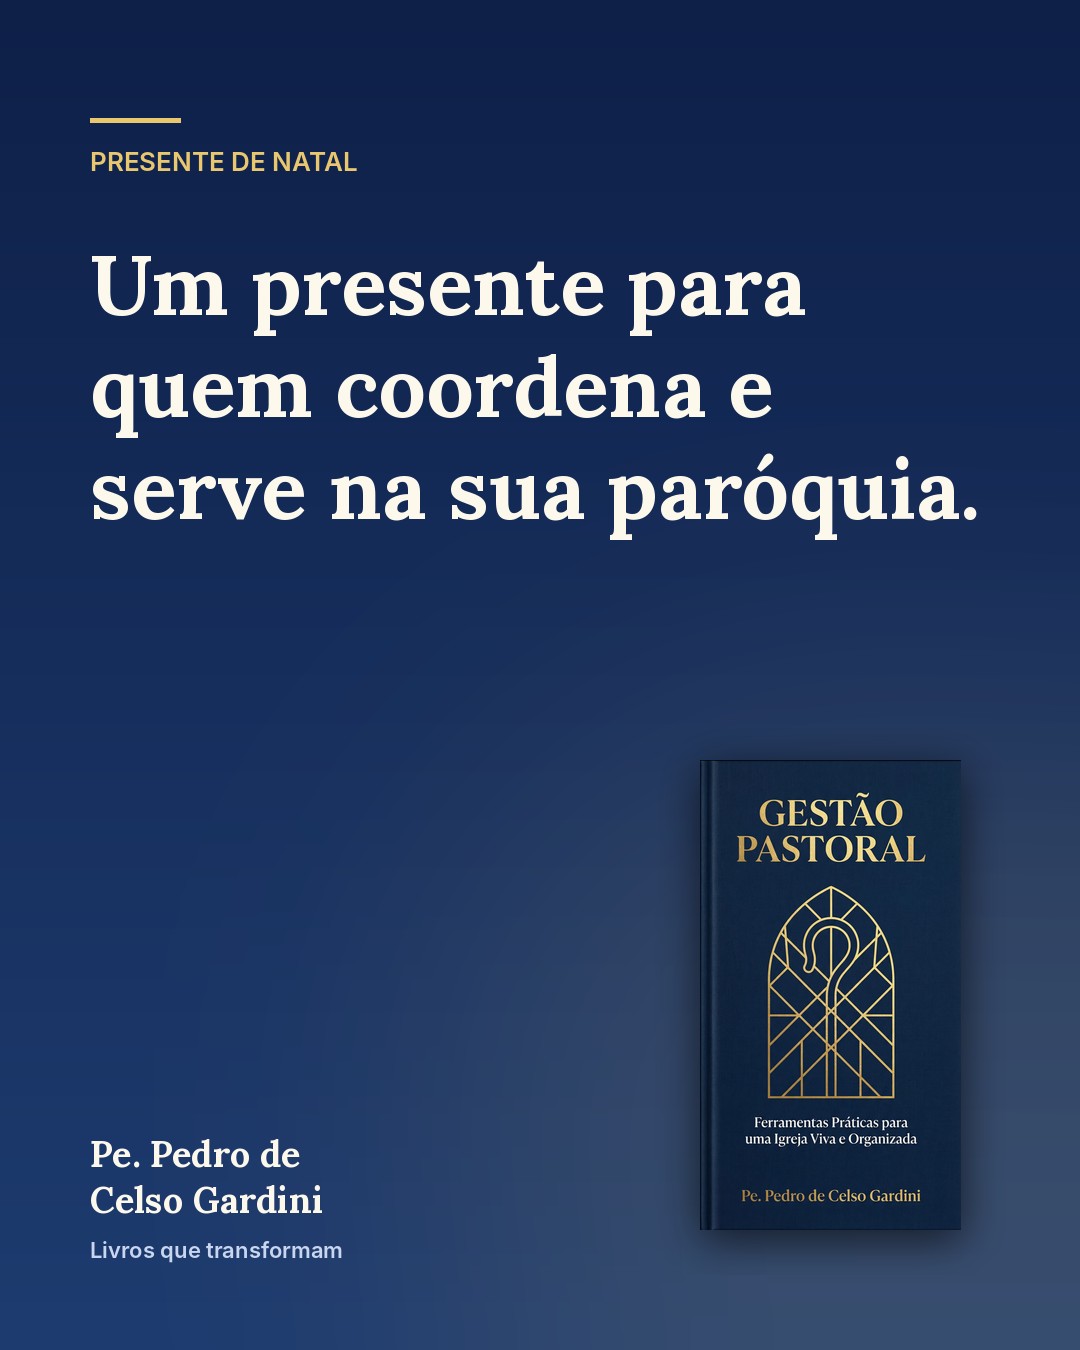 PRESENTE DE NATAL
Um presente para
quem coordena e
serve na sua paróquia.
GESTÃO
PASTORAL
Ferramentas Práticas para
uma Igreja Viva e Organizada
Pe. Pedro de Celso Gardini
Pe. Pedro de
Celso Gardini
Livros que transformam